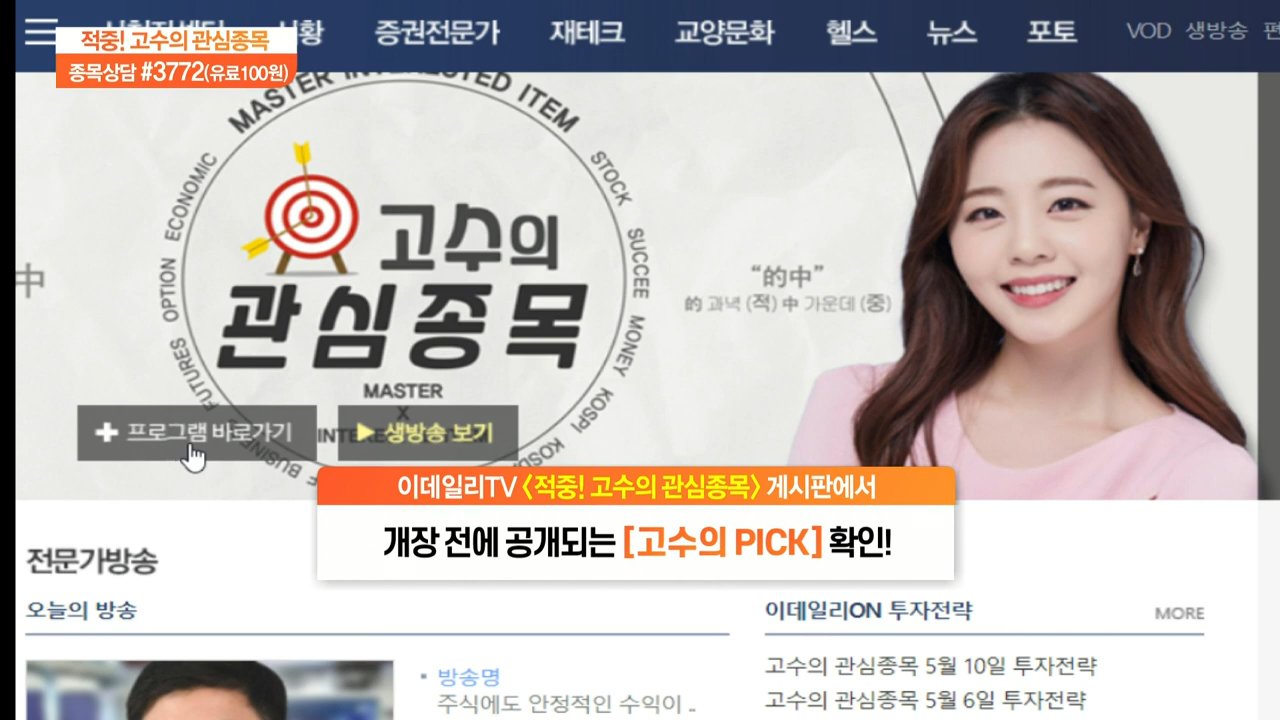 시황
증권전문가
재테크
교양문화
헬스
뉴스
포토
VOD
생방송
적중! 고수의 관심종목
종목상담 #3772(유료100원)
MASTER INTERESTED ITEM
STOCK
SUCCEE
MONEY
KOSPI
ECONOMIC
OPTION
FUTURES
고수의
관심종목
MASTER
X
中
“的中”
的 과녁 (적) 中 가운데 (중)
프로그램 바로가기
생방송 보기
이데일리TV 〈적중! 고수의 관심종목〉 게시판에서
개장 전에 공개되는 [고수의 PICK] 확인!
전문가방송
오늘의 방송
방송명
주식에도 안정적인 수익이 ..
이데일리ON 투자전략
MORE
고수의 관심종목 5월 10일 투자전략
고수의 관심종목 5월 6일 투자전략